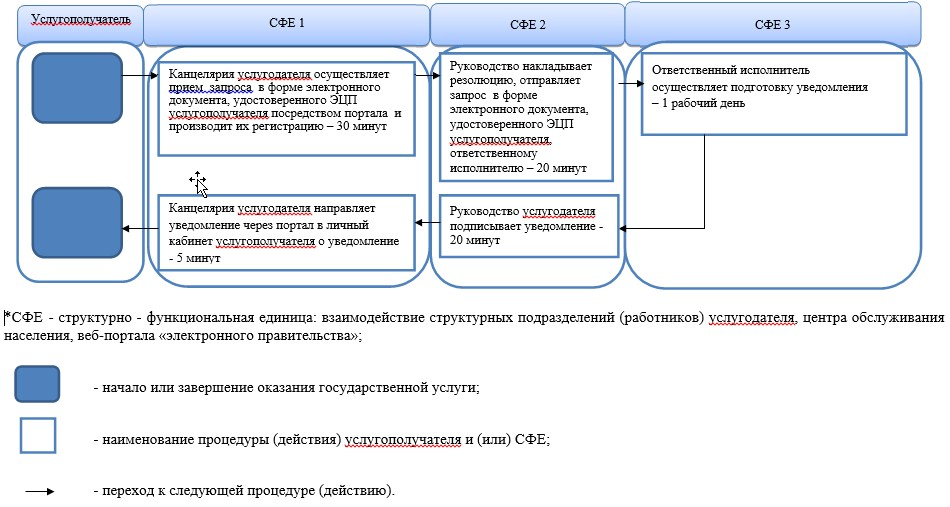 Услугополучатель
СФЕ 1
СФЕ 2
СФЕ 3
Канцелярия услугодателя осуществляет
прием запроса в форме электронного
документа, удостоверенного ЭЦП
услугополучателя посредством портала и
производит их регистрацию – 30 минут
Руководство накладывает
резолюцию, отправляет
запрос в форме
электронного документа,
удостоверенного ЭЦП
услугополучателя,
ответственному
исполнителю – 20 минут
Ответственный исполнитель
осуществляет подготовку уведомления
– 1 рабочий день
Канцелярия услугодателя направляет
уведомление через портал в личный
кабинет услугополучателя о уведомление
- 5 минут
Руководство услугодателя
подписывает уведомление -
20 минут
*СФЕ - структурно - функциональная единица: взаимодействие структурных подразделений (работников) услугодателя, центра обслуживания
населения, веб-портала «электронного правительства»;
- начало или завершение оказания государственной услуги;
- наименование процедуры (действия) услугополучателя и (или) СФЕ;
- переход к следующей процедуре (действию).